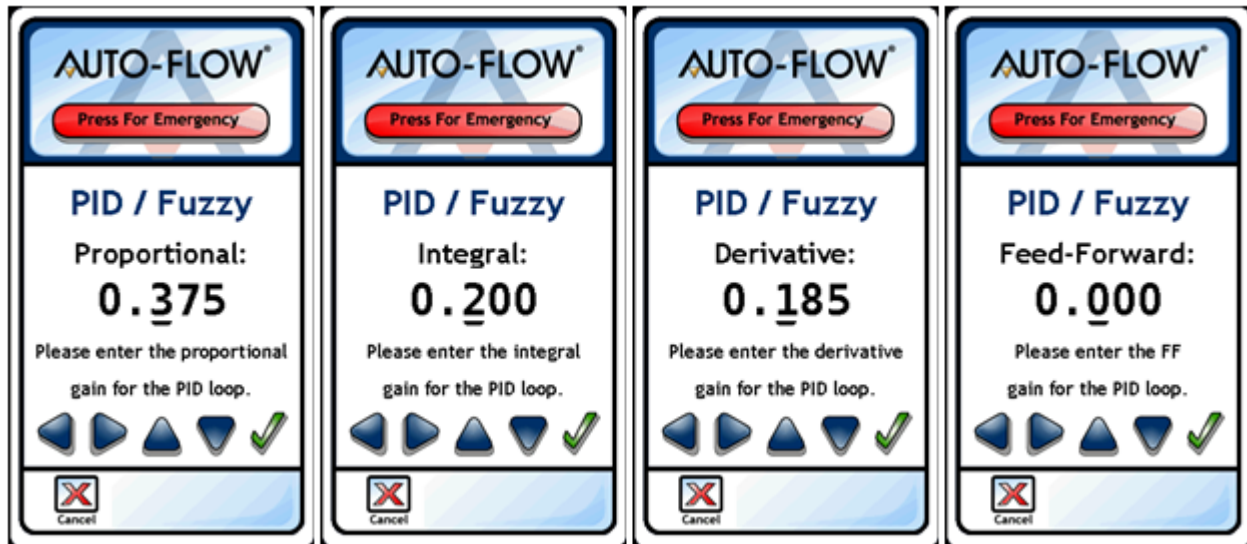 AUTO-FLOW®
Press For Emergency
PID / Fuzzy
Proportional:
0.375
Please enter the proportional
gain for the PID loop.
Cancel
AUTO-FLOW®
Press For Emergency
PID / Fuzzy
Integral:
0.200
Please enter the integral
gain for the PID loop.
Cancel
AUTO-FLOW®
Press For Emergency
PID / Fuzzy
Derivative:
0.185
Please enter the derivative
gain for the PID loop.
Cancel
AUTO-FLOW®
Press For Emergency
PID / Fuzzy
Feed-Forward:
0.000
Please enter the FF
gain for the PID loop.
Cancel